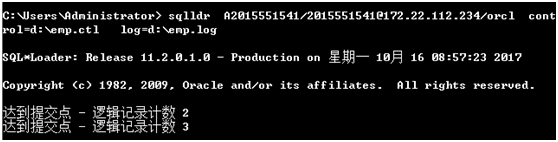 C:\Users\Administrator> sqlldr  A2015551541/2015551541@172.22.112.234/orcl  cont
rol=d:\emp.ctl   log=d:\emp.log
SQL*Loader: Release 11.2.0.1.0 - Production on 星期一 10月 16 08:57:23 2017
Copyright (c) 1982, 2009, Oracle and/or its affiliates.  All rights reserved.
达到提交点 - 逻辑记录计数 2
达到提交点 - 逻辑记录计数 3